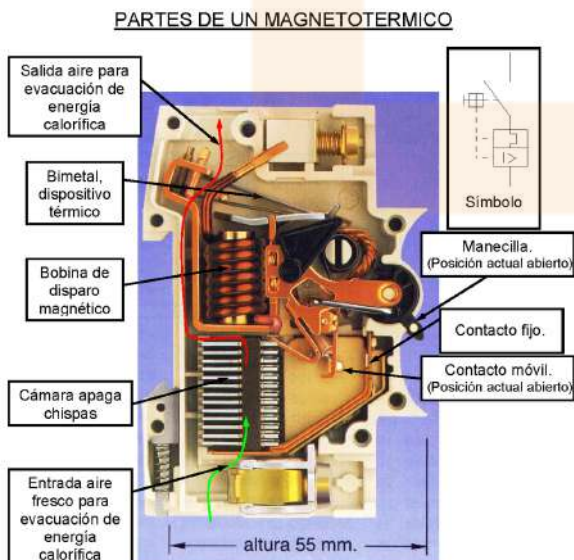 PARTES DE UN MAGNETOTERMICO
Salida aire para
evacuación de
energía
calorífica
Bimetal,
dispositivo
térmico
Bobina de
disparo
magnético
Cámara apaga
chispas
Entrada aire
fresco para
evacuación de
energía
calorífica
I>
Símbolo
Manecilla.
(Posición actual abierto)
Contacto fijo.
Contacto móvil.
(Posición actual abierto)
altura 55 mm.